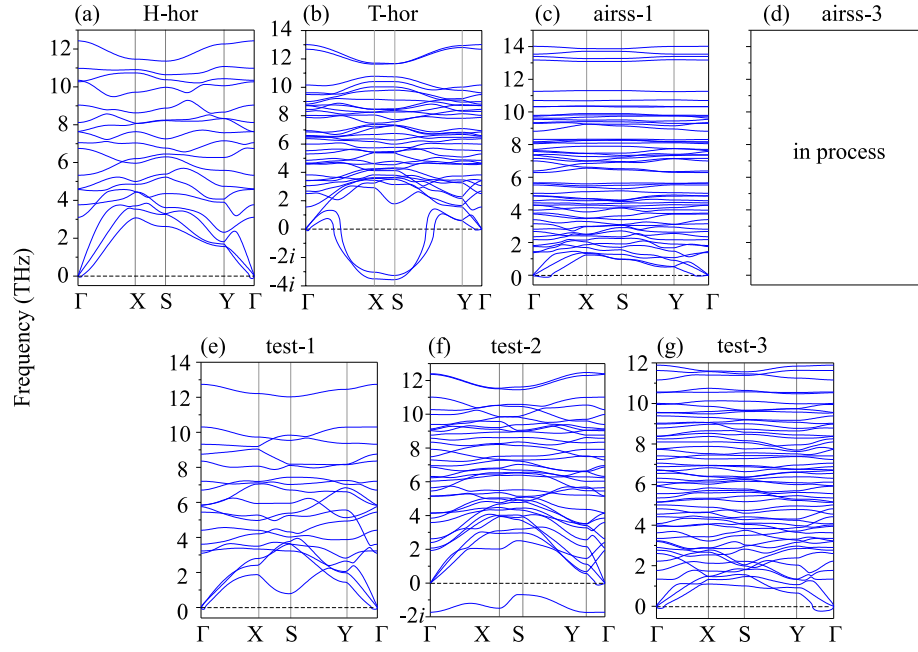 (a) H-hor
(b) T-hor
(c) airss-1
(d) airss-3
12
10
8
6
4
2
0
Γ X S Y Γ
14
12
10
8
6
4
2
0
-2i
-4i
Γ X S Y Γ
14
12
10
8
6
4
2
0
Γ X S Y Γ
in process
Frequency (THz)
(e) test-1
(f) test-2
(g) test-3
14
12
10
8
6
4
2
0
Γ X S Y Γ
12
10
8
6
4
2
0
-2i
Γ X S Y Γ
12
10
8
6
4
2
0
Γ X S Y Γ